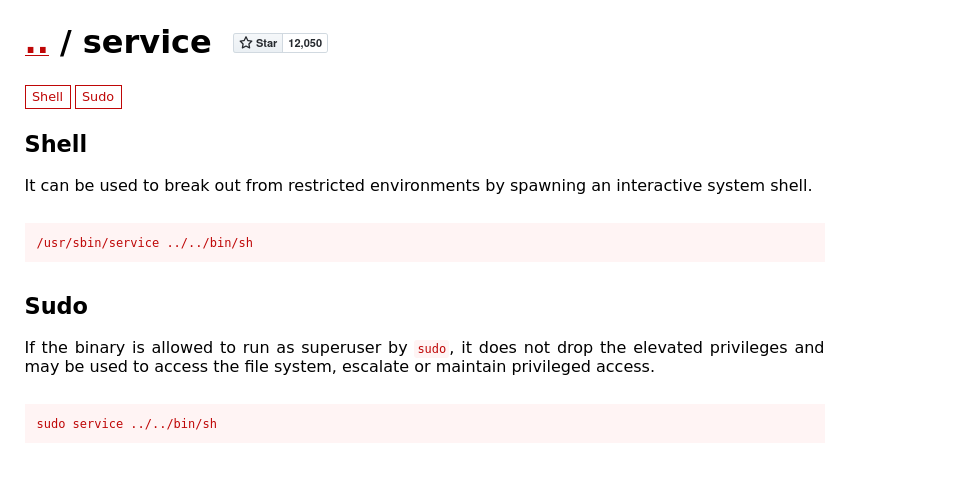 .. / service Star 12,050
Shell Sudo
Shell
It can be used to break out from restricted environments by spawning an interactive system shell.
/usr/sbin/service ../../bin/sh
Sudo
If the binary is allowed to run as superuser by sudo, it does not drop the elevated privileges and
may be used to access the file system, escalate or maintain privileged access.
sudo service ../../bin/sh